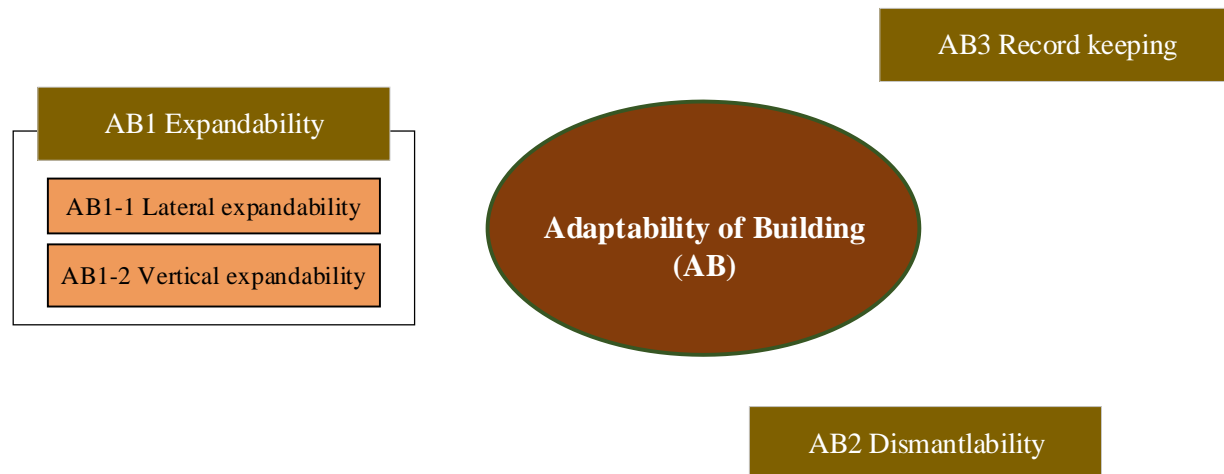 AB3 Record keeping
AB1 Expandability
AB1-1 Lateral expandability
AB1-2 Vertical expandability
Adaptability of Building
(AB)
AB2 Dismantlability